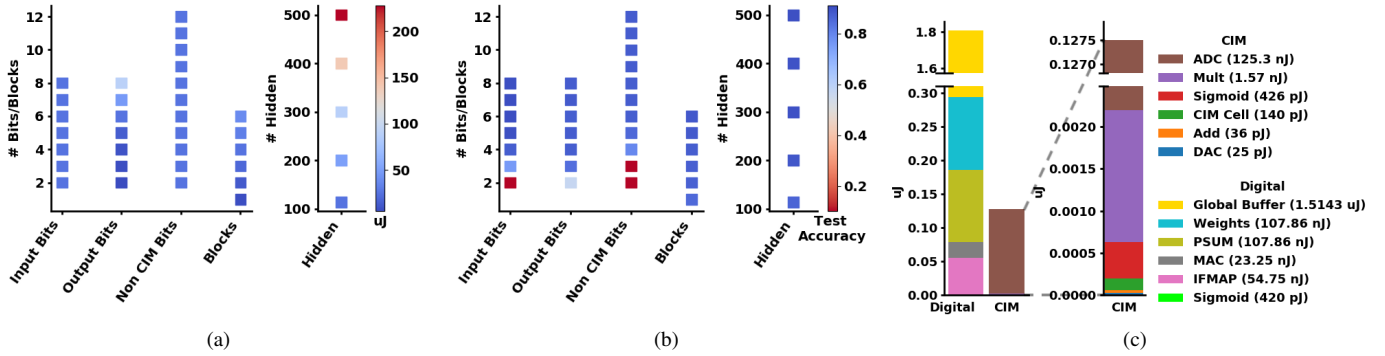 # Bits/Blocks
12
10
8
6
4
2
Input Bits
Output Bits
Non CIM Bits
Blocks
# Hidden
500
400
300
200
100
Hidden
200
150
100
50
uJ
(a)
# Bits/Blocks
12
10
8
6
4
2
Input Bits
Output Bits
Non CIM Bits
Blocks
# Hidden
500
400
300
200
100
Hidden
0.8
0.6
0.4
0.2
Test
Accuracy
(b)
uJ
1.8
1.6
0.30
0.25
0.20
0.15
0.10
0.05
0.00
Digital
CIM
uJ
0.1275
0.1270
0.0020
0.0015
0.0010
0.0005
0.0000
CIM
CIM
ADC (125.3 nJ)
Mult (1.57 nJ)
Sigmoid (426 pJ)
CIM Cell (140 pJ)
Add (36 pJ)
DAC (25 pJ)
Digital
Global Buffer (1.5143 uJ)
Weights (107.86 nJ)
PSUM (107.86 nJ)
MAC (23.25 nJ)
IFMAP (54.75 nJ)
Sigmoid (420 pJ)
(c)